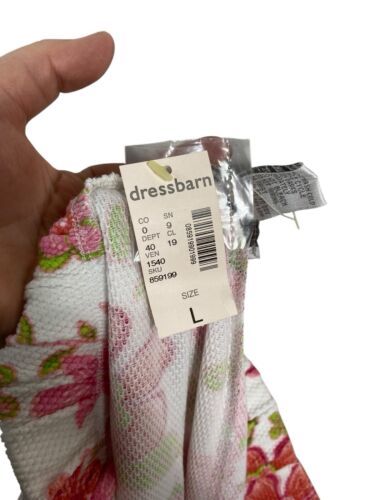 dressbarn
CO SN
0 9
DEPT CL
40 19
VEN
1540
SKU
859199
SIZE
L